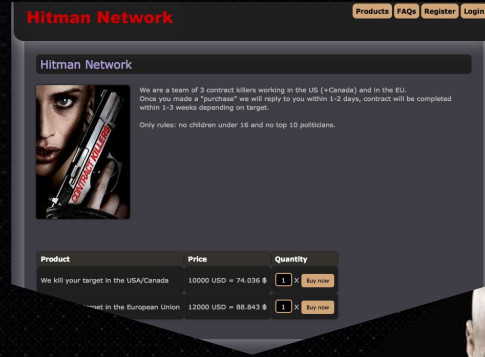 Hitman Network
Products FAQs Register Login
Hitman Network
We are a team of 3 contract killers working in the US (+Canada) and in the EU.
Once you made a "purchase" we will reply to you within 1-2 days, contract will be completed
within 1-3 weeks depending on target.
Only rules: no children under 16 and no top 10 politicians.
CONTRACT KILLERS
Product Price Quantity
We kill your target in the USA/Canada 10000 USD = 74.036 ฿ 1 X Buy now
target in the European Union 12000 USD = 88.843 ฿ 1 X Buy now